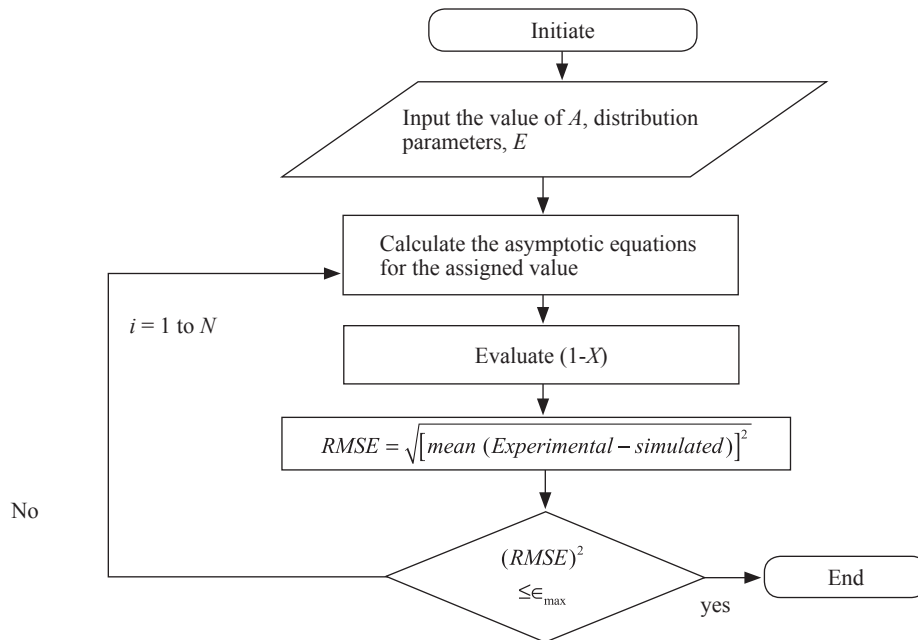 Initiate
Input the value of A, distribution
parameters, E
Calculate the asymptotic equations
for the assigned value
i = 1 to N
Evaluate (1-X)
RMSE = √[mean (Experimental – simulated)]²
No
(RMSE)²
≤∈max
yes
End